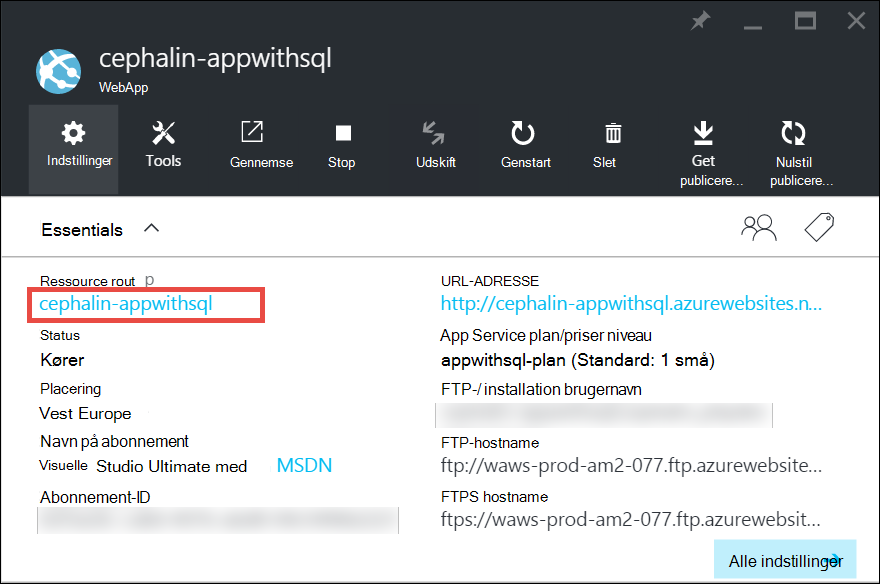 cephalin-appwithsql
WebApp
Indstillinger
Tools
Gennemse
Stop
Udskift
Genstart
Slet
Get
publicere...
Nulstil
publicere...
Essentials
Ressource rout p
cephalin-appwithsql
Status
Kører
Placering
Vest Europe
Navn på abonnement
Visuelle Studio Ultimate med MSDN
Abonnement-ID
URL-ADRESSE
http://cephalin-appwithsql.azurewebsites.n...
App Service plan/priser niveau
appwithsql-plan (Standard: 1 små)
FTP-/ installation brugernavn
FTP-hostname
ftp://waws-prod-am2-077.ftp.azurewebsite...
FTPS hostname
ftps://waws-prod-am2-077.ftp.azurewebsit...
Alle indstillinger